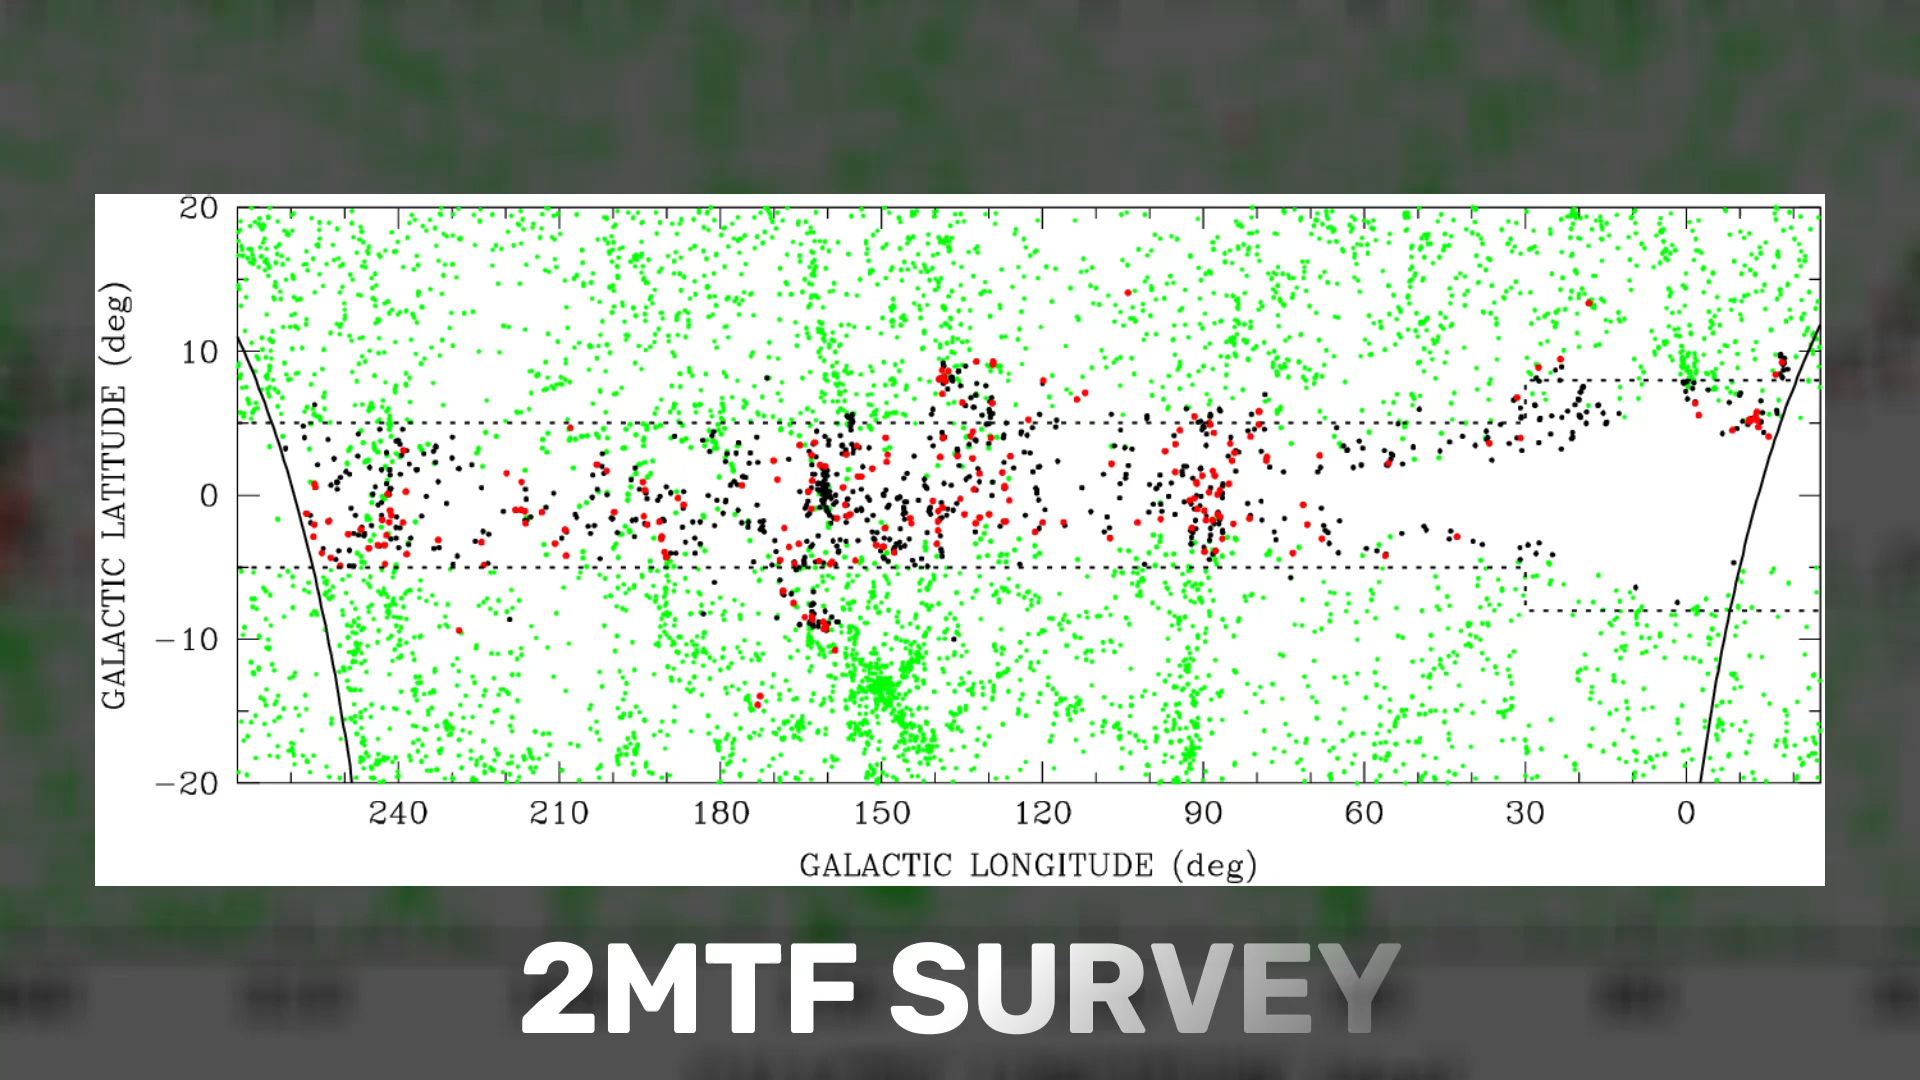 20
10
0
−10
−20
GALACTIC LATITUDE (deg)
240 210 180 150 120 90 60 30 0
GALACTIC LONGITUDE (deg)
2MTF SURVEY